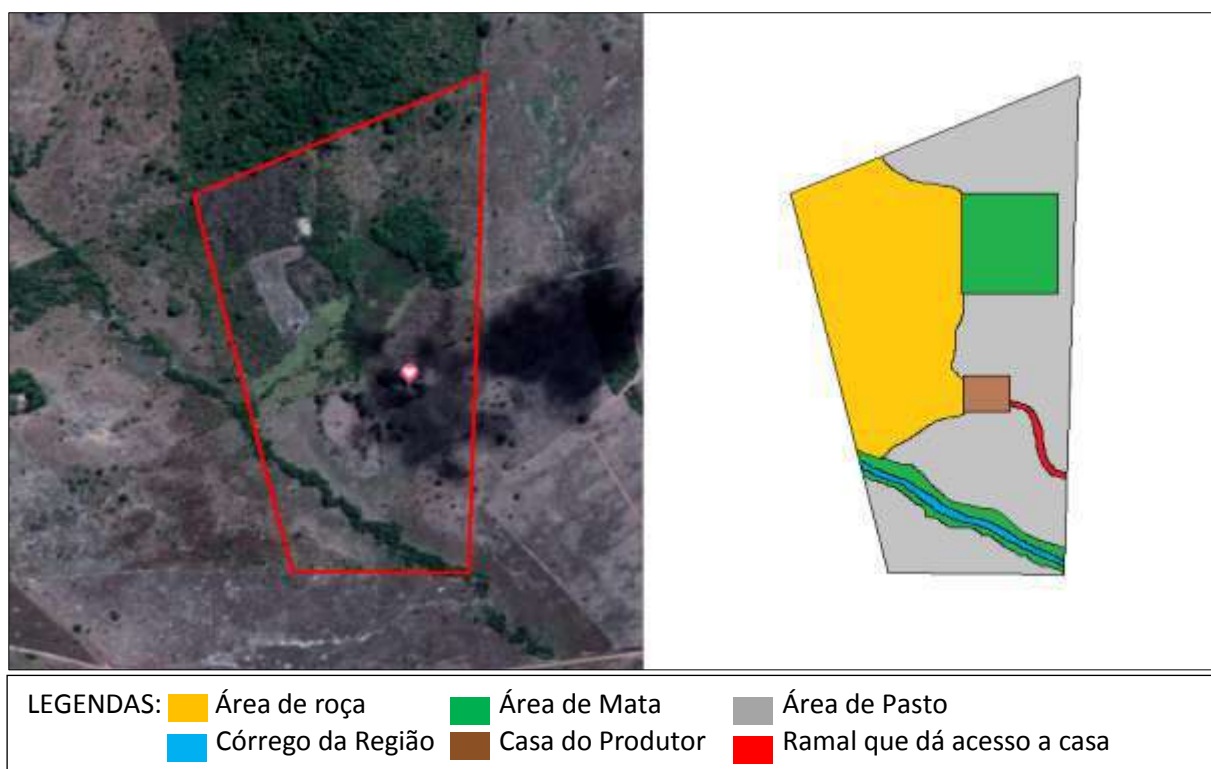 LEGENDAS: Área de roça Área de Mata Área de Pasto
Córrego da Região Casa do Produtor Ramal que dá acesso a casa